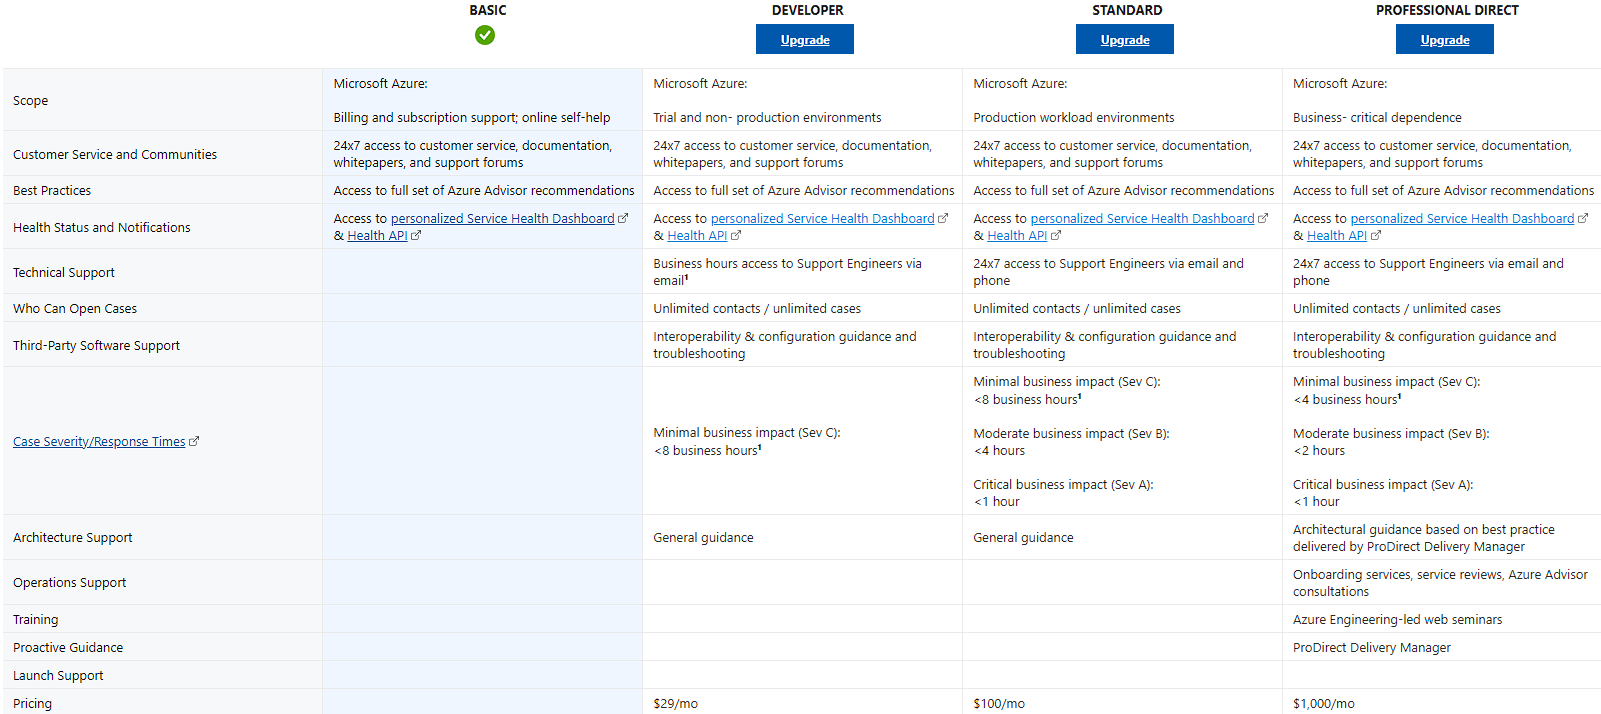 BASIC
DEVELOPER
Upgrade
STANDARD
Upgrade
PROFESSIONAL DIRECT
Upgrade
Scope
Microsoft Azure:
Billing and subscription support; online self-help
Microsoft Azure:
Trial and non- production environments
Microsoft Azure:
Production workload environments
Microsoft Azure:
Business- critical dependence
Customer Service and Communities
24x7 access to customer service, documentation,
whitepapers, and support forums
24x7 access to customer service, documentation,
whitepapers, and support forums
24x7 access to customer service, documentation,
whitepapers, and support forums
24x7 access to customer service, documentation,
whitepapers, and support forums
Best Practices
Access to full set of Azure Advisor recommendations
Access to full set of Azure Advisor recommendations
Access to full set of Azure Advisor recommendations
Access to full set of Azure Advisor recommendations
Health Status and Notifications
Access to personalized Service Health Dashboard
& Health API
Access to personalized Service Health Dashboard
& Health API
Access to personalized Service Health Dashboard
& Health API
Access to personalized Service Health Dashboard
& Health API
Technical Support
Business hours access to Support Engineers via
email¹
24x7 access to Support Engineers via email and
phone
24x7 access to Support Engineers via email and
phone
Who Can Open Cases
Unlimited contacts / unlimited cases
Unlimited contacts / unlimited cases
Unlimited contacts / unlimited cases
Third-Party Software Support
Interoperability & configuration guidance and
troubleshooting
Interoperability & configuration guidance and
troubleshooting
Interoperability & configuration guidance and
troubleshooting
Case Severity/Response Times
Minimal business impact (Sev C):
<8 business hours¹
Minimal business impact (Sev C):
<8 business hours¹
Moderate business impact (Sev B):
<4 hours
Critical business impact (Sev A):
<1 hour
Minimal business impact (Sev C):
<4 business hours¹
Moderate business impact (Sev B):
<2 hours
Critical business impact (Sev A):
<1 hour
Architecture Support
General guidance
General guidance
Architectural guidance based on best practice
delivered by ProDirect Delivery Manager
Operations Support
Onboarding services, service reviews, Azure Advisor
consultations
Training
Azure Engineering-led web seminars
Proactive Guidance
ProDirect Delivery Manager
Launch Support
Pricing
$29/mo
$100/mo
$1,000/mo